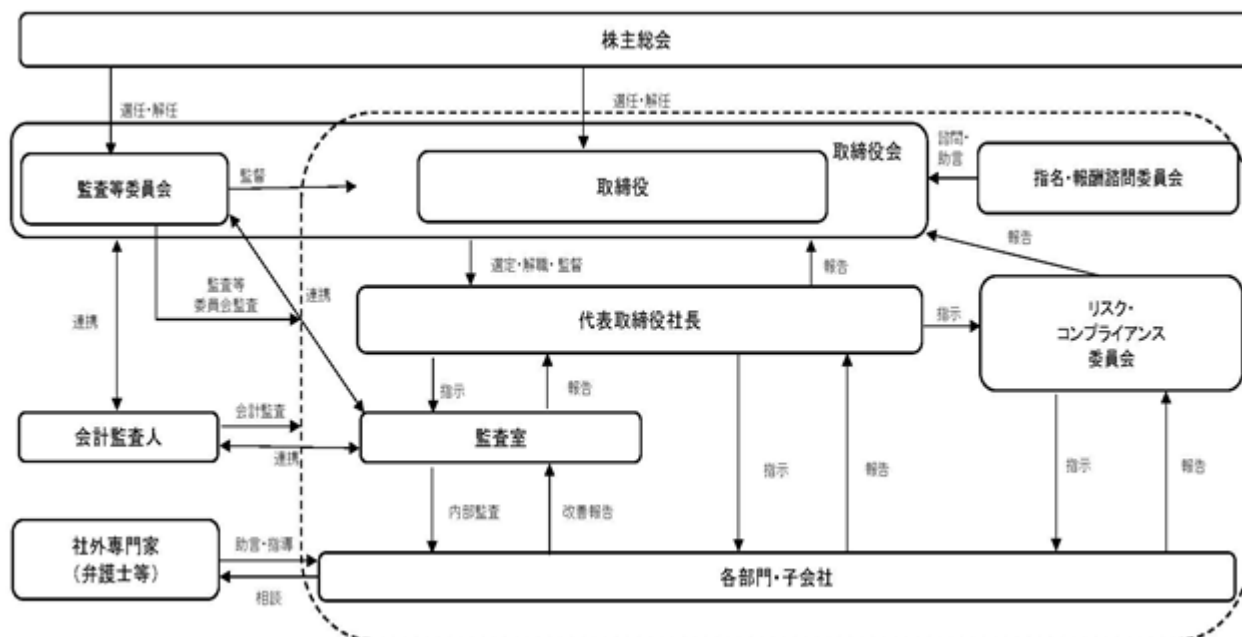 株主総会
選任・解任
選任・解任
取締役会
諮問・
助言
監査等委員会
監督
取締役
指名・報酬諮問委員会
選定・解職・監督
報告
報告
監査等
委員会監査
連携
連携
代表取締役社長
指示
リスク・
コンプライアンス
委員会
指示
報告
会計監査人
会計監査
連携
監査室
指示
報告
指示
報告
内部監査
改善報告
社外専門家
(弁護士等)
助言・指導
相談
各部門・子会社